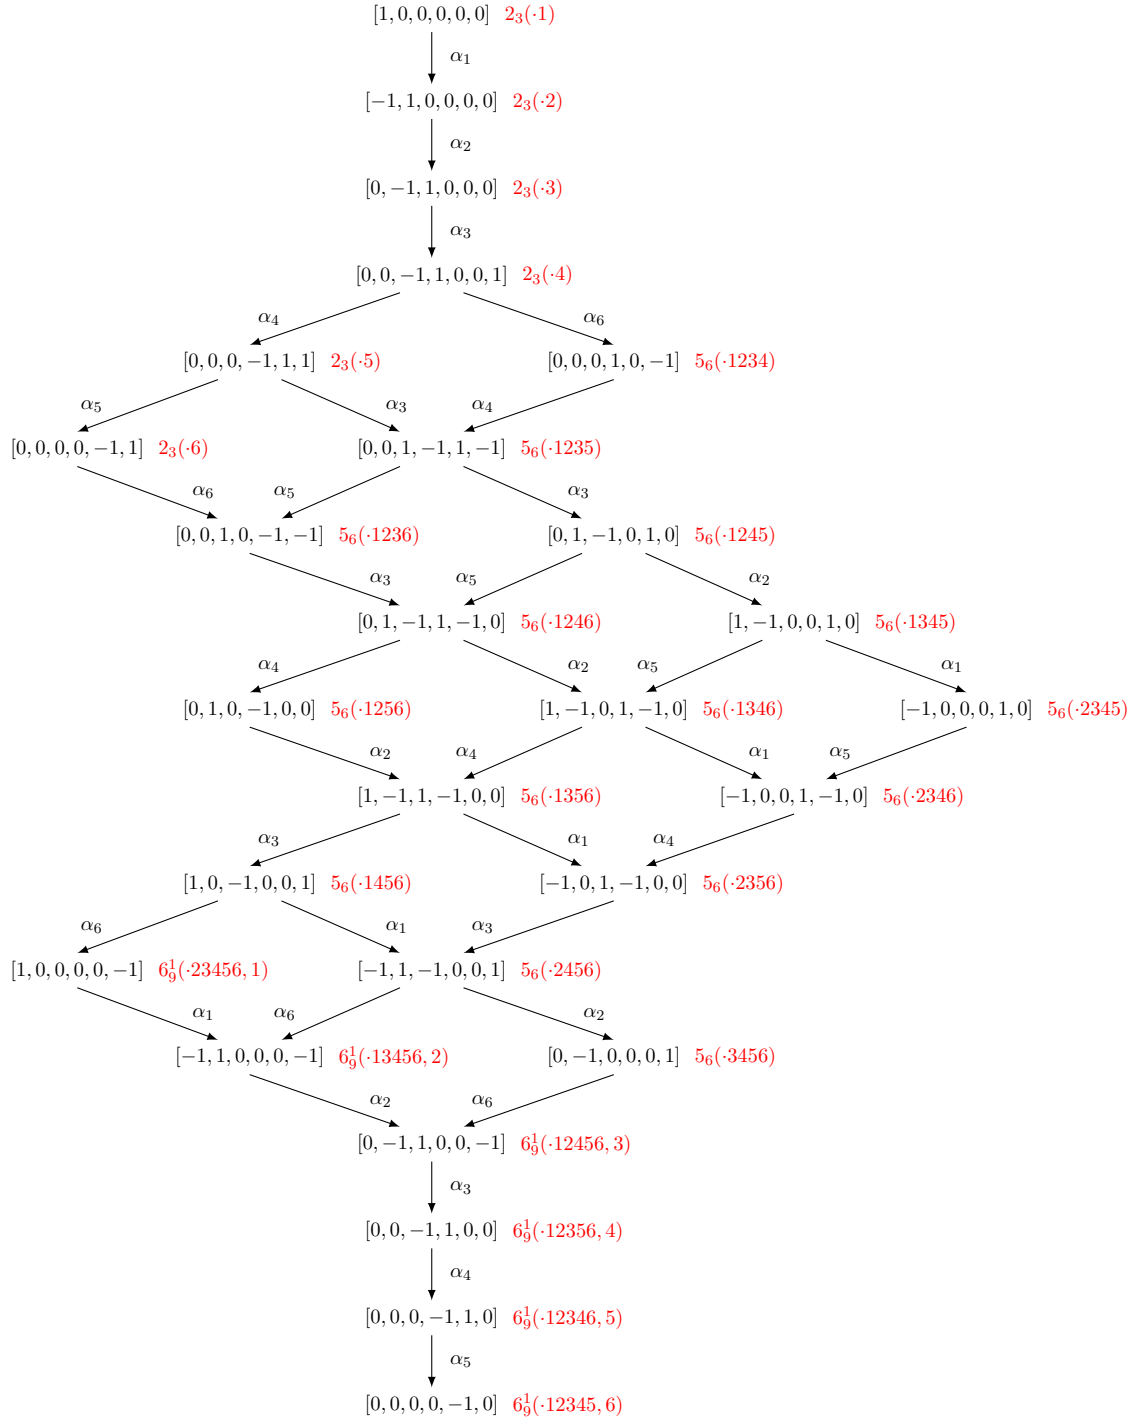 [1, 0, 0, 0, 0, 0] 2₃(·1)
α₁
[−1, 1, 0, 0, 0, 0] 2₃(·2)
α₂
[0, −1, 1, 0, 0, 0] 2₃(·3)
α₃
[0, 0, −1, 1, 0, 0, 1] 2₃(·4)
α₄ α₆
[0, 0, 0, −1, 1, 1] 2₃(·5) [0, 0, 0, 1, 0, −1] 5₆(·1234)
α₅ α₃ α₄
[0, 0, 0, 0, −1, 1] 2₃(·6) [0, 0, 1, −1, 1, −1] 5₆(·1235)
α₆ α₅ α₃
[0, 0, 1, 0, −1, −1] 5₆(·1236) [0, 1, −1, 0, 1, 0] 5₆(·1245)
α₃ α₅ α₂
[0, 1, −1, 1, −1, 0] 5₆(·1246) [1, −1, 0, 0, 1, 0] 5₆(·1345)
α₄ α₂ α₅ α₁
[0, 1, 0, −1, 0, 0] 5₆(·1256) [1, −1, 0, 1, −1, 0] 5₆(·1346) [−1, 0, 0, 0, 1, 0] 5₆(·2345)
α₂ α₄ α₁ α₅
[1, −1, 1, −1, 0, 0] 5₆(·1356) [−1, 0, 0, 1, −1, 0] 5₆(·2346)
α₃ α₁ α₄
[1, 0, −1, 0, 0, 1] 5₆(·1456) [−1, 0, 1, −1, 0, 0] 5₆(·2356)
α₆ α₁ α₃
[1, 0, 0, 0, 0, −1] 6₉¹(·23456, 1) [−1, 1, −1, 0, 0, 1] 5₆(·2456)
α₁ α₆ α₂
[−1, 1, 0, 0, 0, −1] 6₉¹(·13456, 2) [0, −1, 0, 0, 0, 1] 5₆(·3456)
α₂ α₆
[0, −1, 1, 0, 0, −1] 6₉¹(·12456, 3)
α₃
[0, 0, −1, 1, 0, 0] 6₉¹(·12356, 4)
α₄
[0, 0, 0, −1, 1, 0] 6₉¹(·12346, 5)
α₅
[0, 0, 0, 0, −1, 0] 6₉¹(·12345, 6)